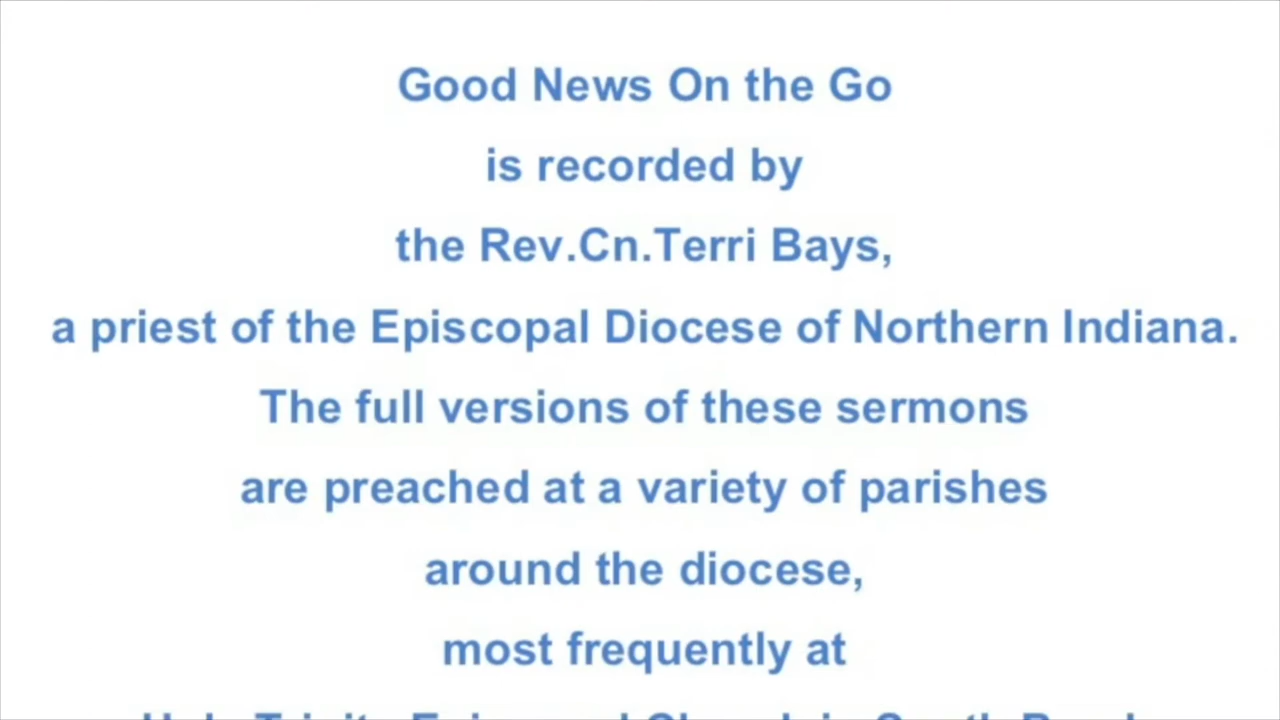 Good News On the Go
is recorded by
the Rev.Cn.Terri Bays,
a priest of the Episcopal Diocese of Northern Indiana.
The full versions of these sermons
are preached at a variety of parishes
around the diocese,
most frequently at